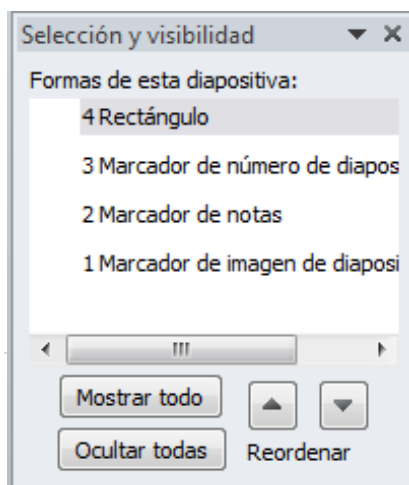 Selección y visibilidad
Formas de esta diapositiva:
4 Rectángulo
3 Marcador de número de diapos
2 Marcador de notas
1 Marcador de imagen de diaposi
Mostrar todo
Ocultar todas Reordenar